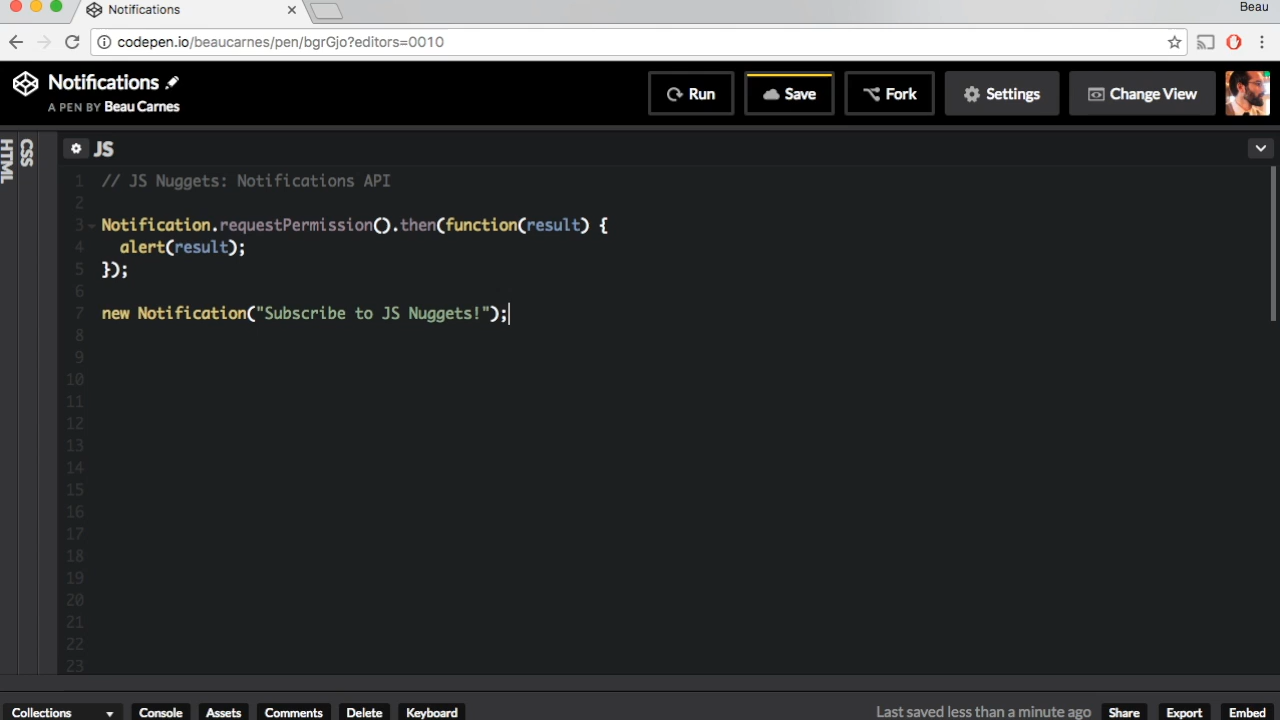 Notifications
Beau
codepen.io/beaucarnes/pen/bgrGjo?editors=0010
Notifications
A PEN BY Beau Carnes
Run
Save
Fork
Settings
Change View
HTML
CSS
JS
1 // JS Nuggets: Notifications API
2
3 Notification.requestPermission().then(function(result) {
4 alert(result);
5 });
6
7 new Notification("Subscribe to JS Nuggets!");
8
9
10
11
12
13
14
15
16
17
18
19
20
21
22
23
Collections
Console
Assets
Comments
Delete
Keyboard
Last saved less than a minute ago
Share
Export
Embed